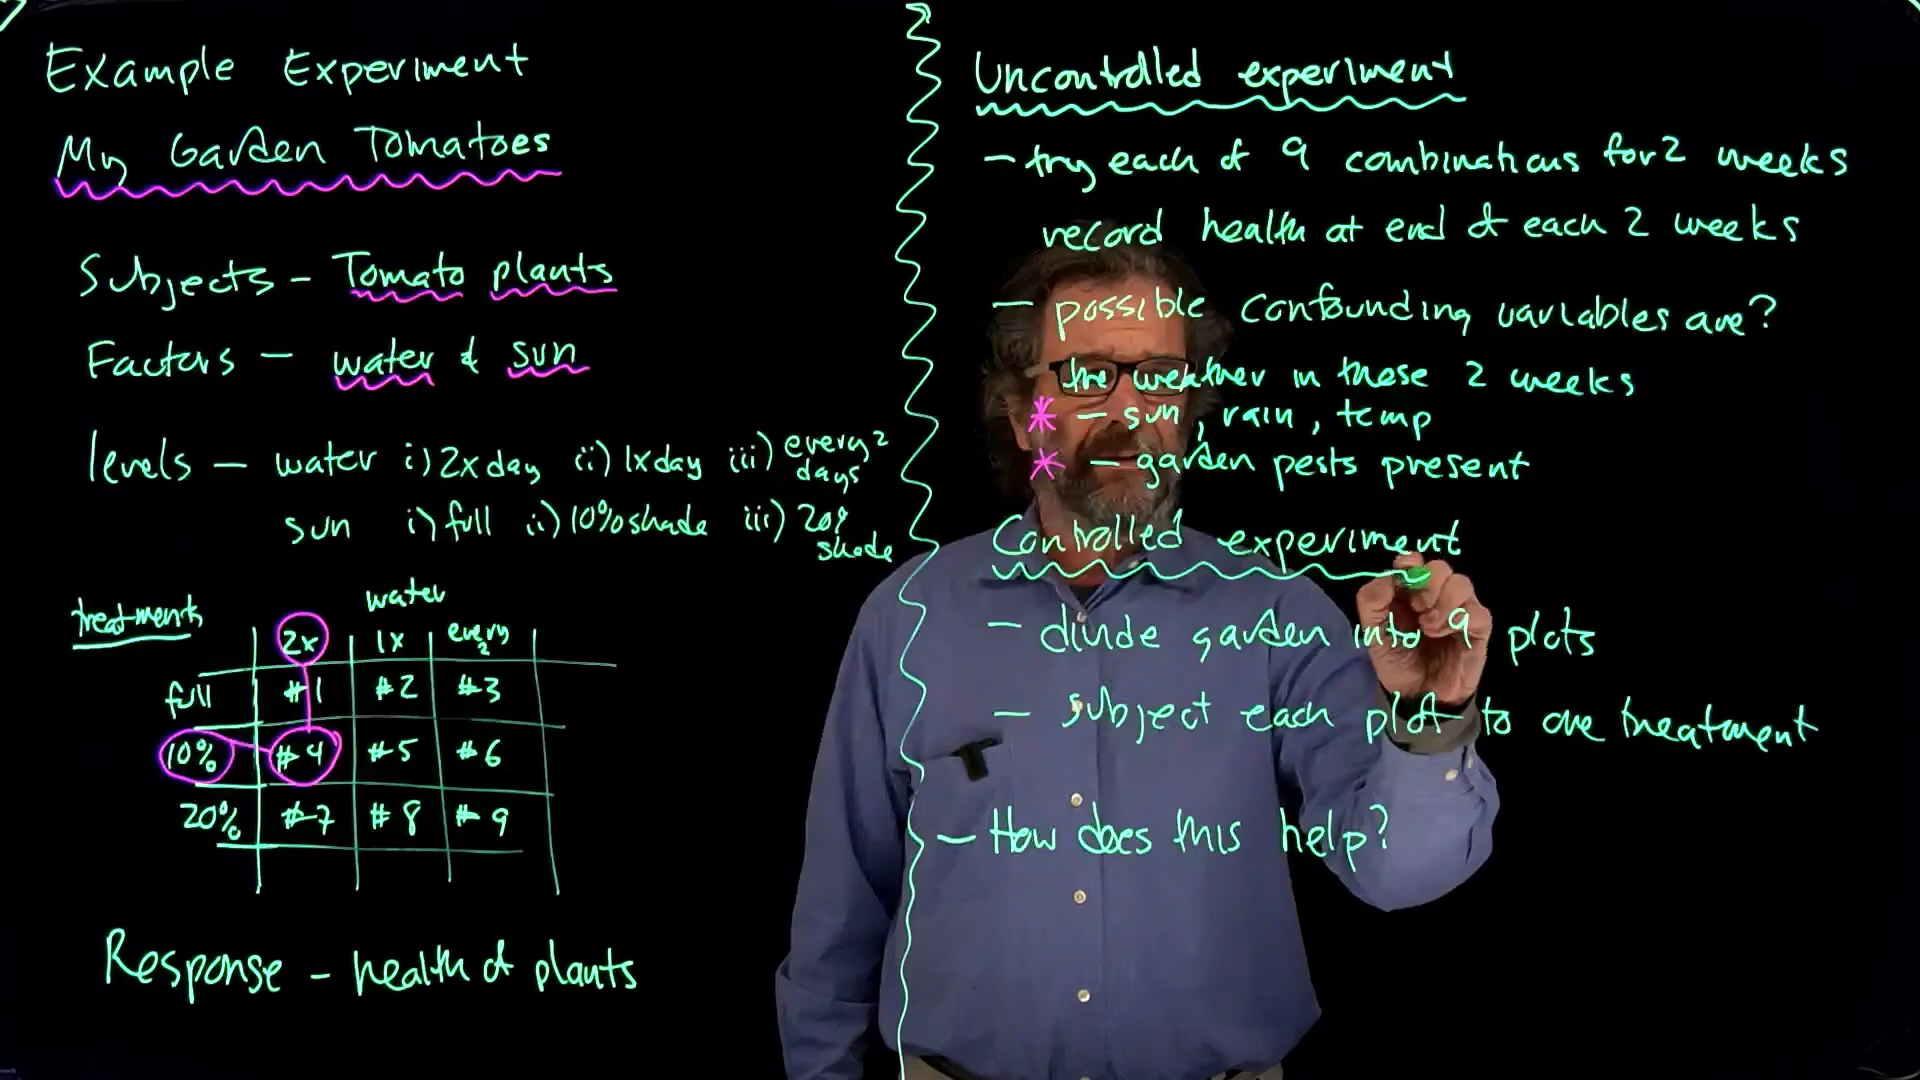 Example Experiment
My Garden Tomatoes
Subjects - Tomato plants
Factors - water & sun
levels - water i) 2x day ii) 1x day iii) every 2 days
sun i) full ii) 10% shade iii) 20% shade
treatments
water
2x 1x every 2
full #1 #2 #3
10% #4 #5 #6
20% #7 #8 #9
Response - health of plants
Uncontrolled experiment
- try each of 9 combinations for 2 weeks
record health at end of each 2 weeks
- possible confounding variables are?
the weather in these 2 weeks
* - sun, rain, temp
* - garden pests present
Controlled experiment
- divide garden into 9 plots
- subject each plot to one treatment
- How does this help?